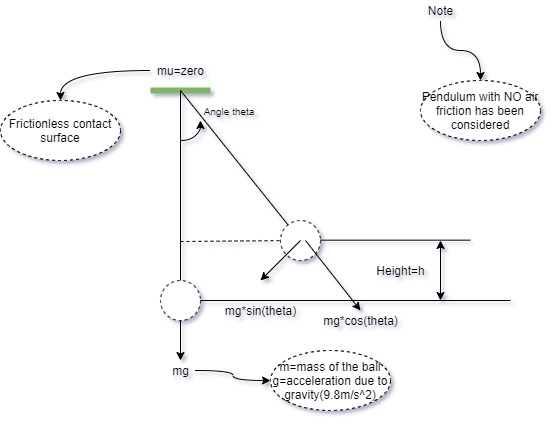 Note
mu=zero
Pendulum with NO air
friction has been
considered
Angle theta
Frictionless contact
surface
Height=h
mg*sin(theta)
mg*cos(theta)
mg
m=mass of the ball
g=acceleration due to
gravity(9.8m/s^2)